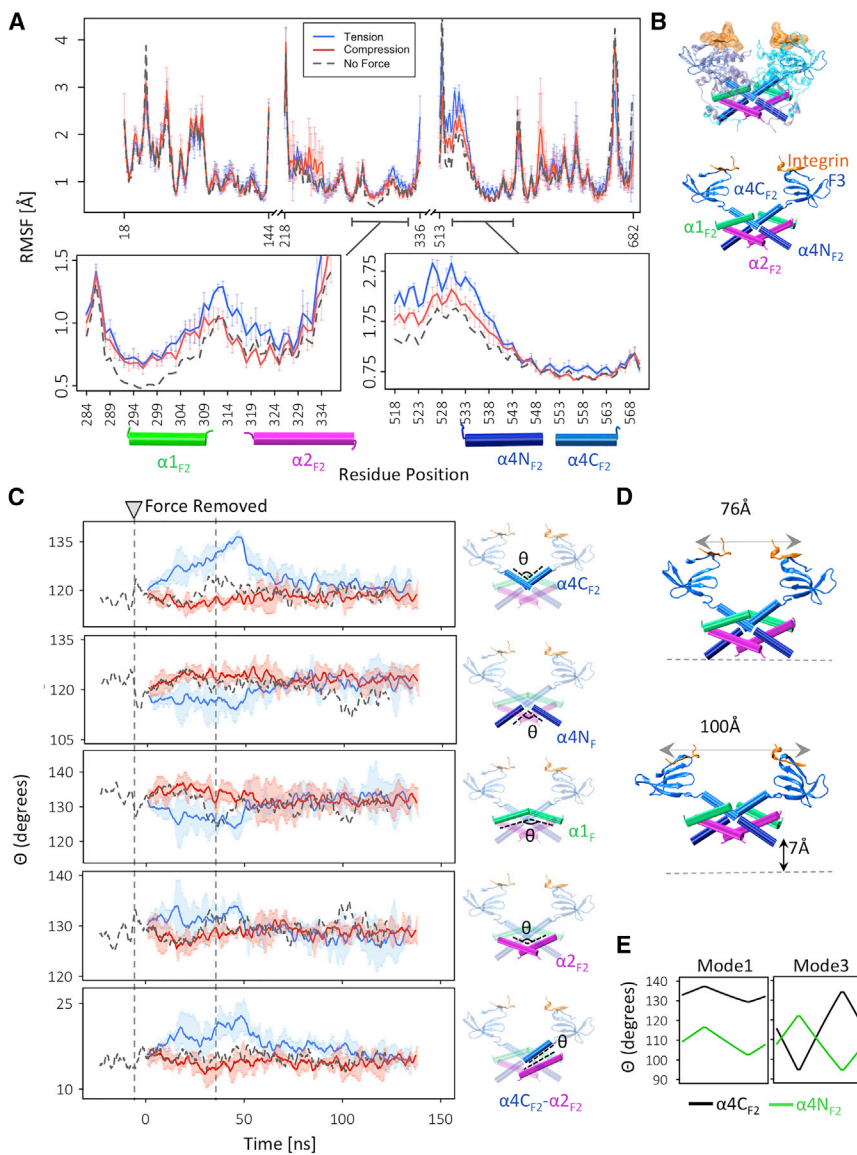 A
B
Tension
Compression
No Force
RMSF [Å]
4
3
2
1
18
144
218
336
513
682
Integrin
F3
α4C F2
α1 F2
α4N F2
α2 F2
1.5
1.0
0.5
284
289
294
299
304
309
314
319
324
329
334
2.75
1.75
0.75
518
523
528
533
538
543
548
553
558
563
568
α1 F2
α2 F2
α4N F2
α4C F2
Residue Position
C
Force Removed
D
Θ (degrees)
135
120
θ
α4C F2
125
115
105
θ
α4N F
140
130
120
α1 F
θ
140
130
120
θ
α2 F2
25
10
θ
α4C F2-α2 F2
0
50
100
150
Time [ns]
76Å
100Å
7Å
E
Mode1
Mode3
Θ (degrees)
140
130
120
110
100
90
α4C F2
α4N F2